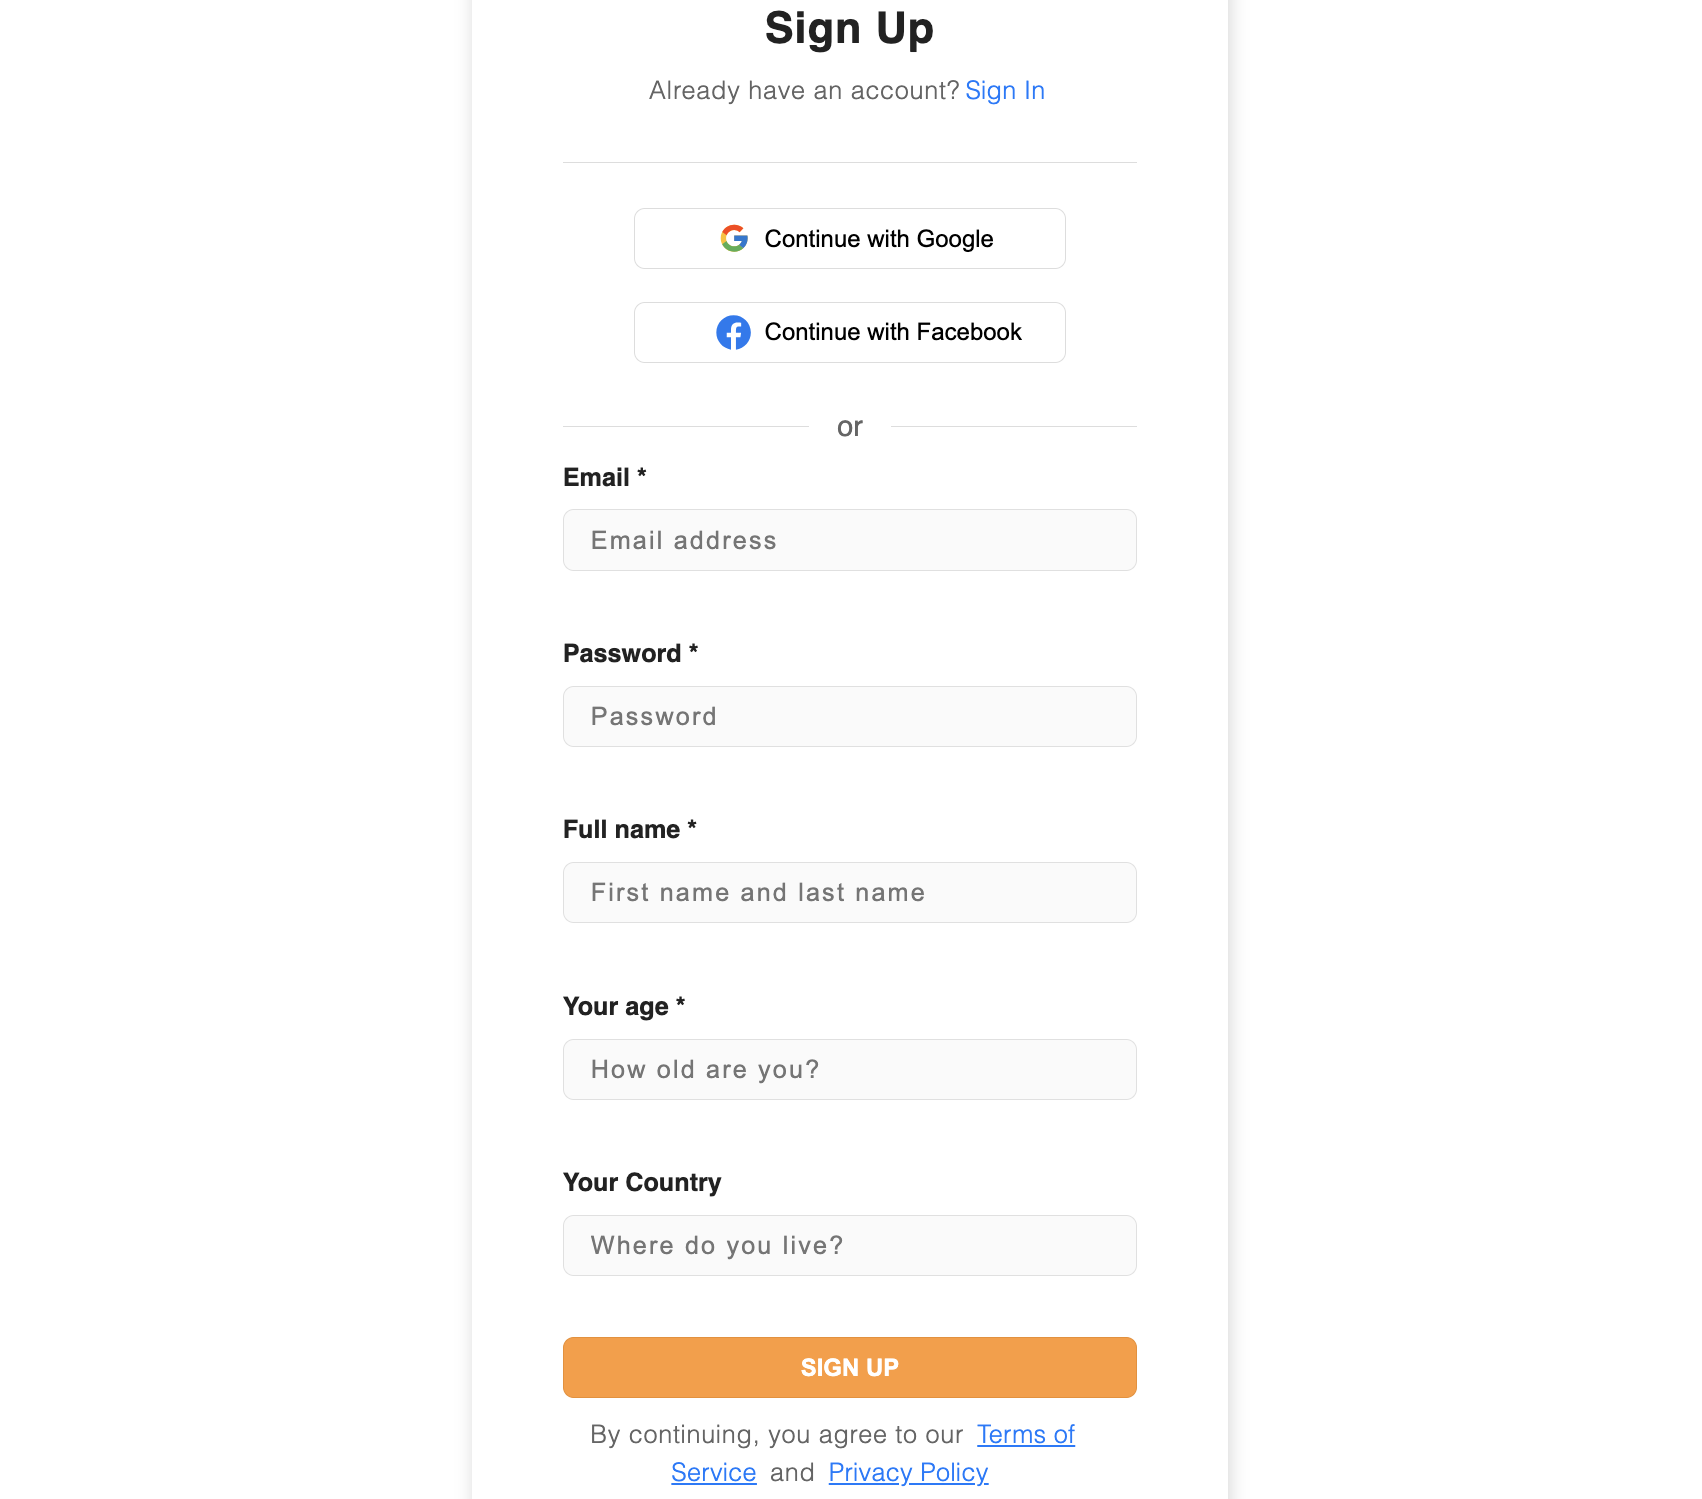 Sign Up
Already have an account? Sign In
Continue with Google
Continue with Facebook
or
Email *
Email address
Password *
Password
Full name *
First name and last name
Your age *
How old are you?
Your Country
Where do you live?
SIGN UP
By continuing, you agree to our Terms of
Service and Privacy Policy